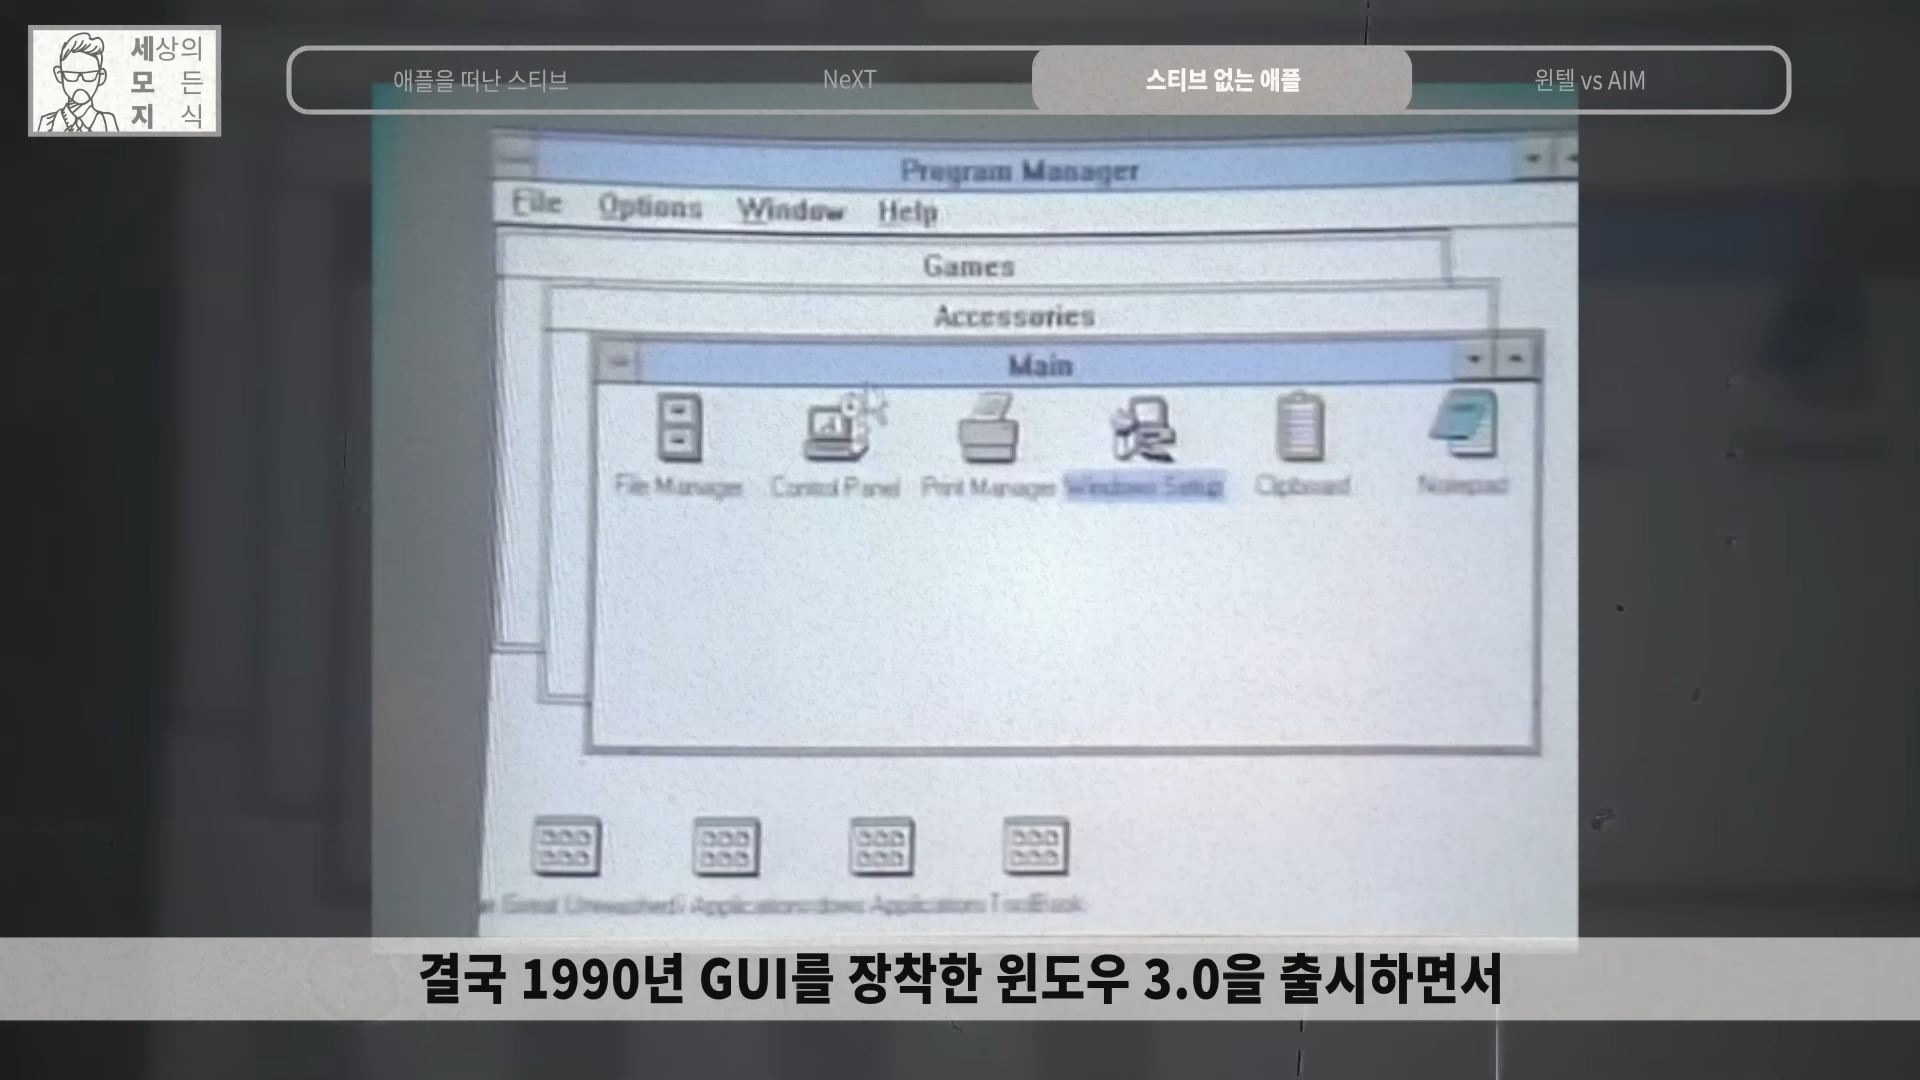 세상의
모든
지식
애플을 떠난 스티브
NeXT
스티브 없는 애플
윈텔 vs AIM
Program Manager
File Options Window Help
Games
Accessories
Main
File Manager
Control Panel
Print Manager
Windows Setup
Clipboard
Notepad
Applications
Applications
ToolBook
결국 1990년 GUI를 장착한 윈도우 3.0을 출시하면서